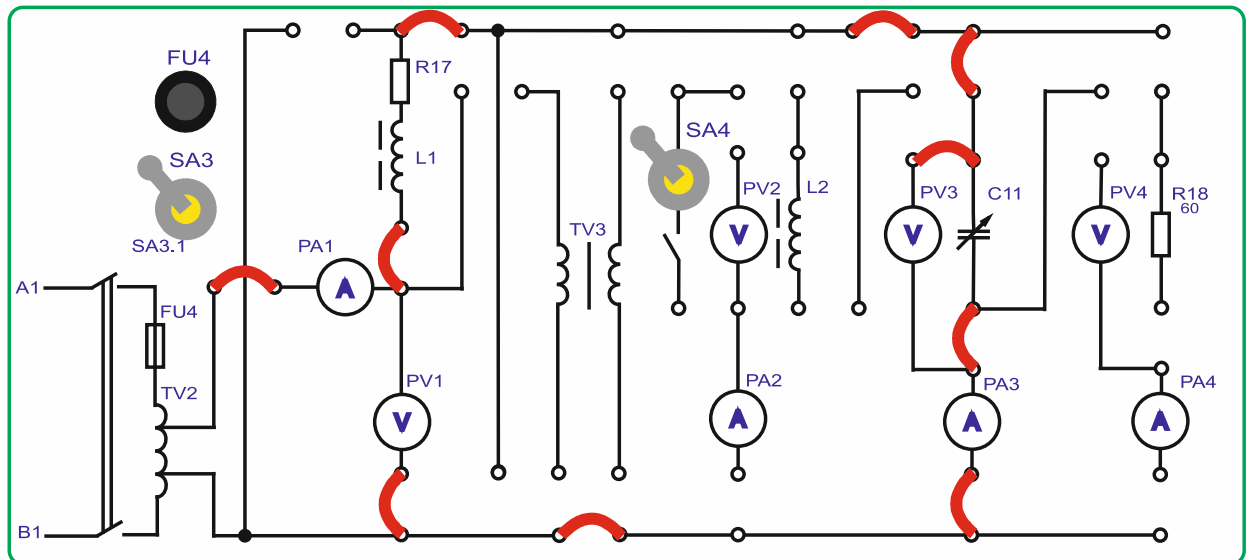 FU4
R17
SA3
SA4
L1
PV2
L2
PV3
C11
PV4
R18
60
SA3.1
PA1
TV3
V
V
V
A1
A
FU4
TV2
PV1
PA2
PA3
PA4
V
A
A
A
B1